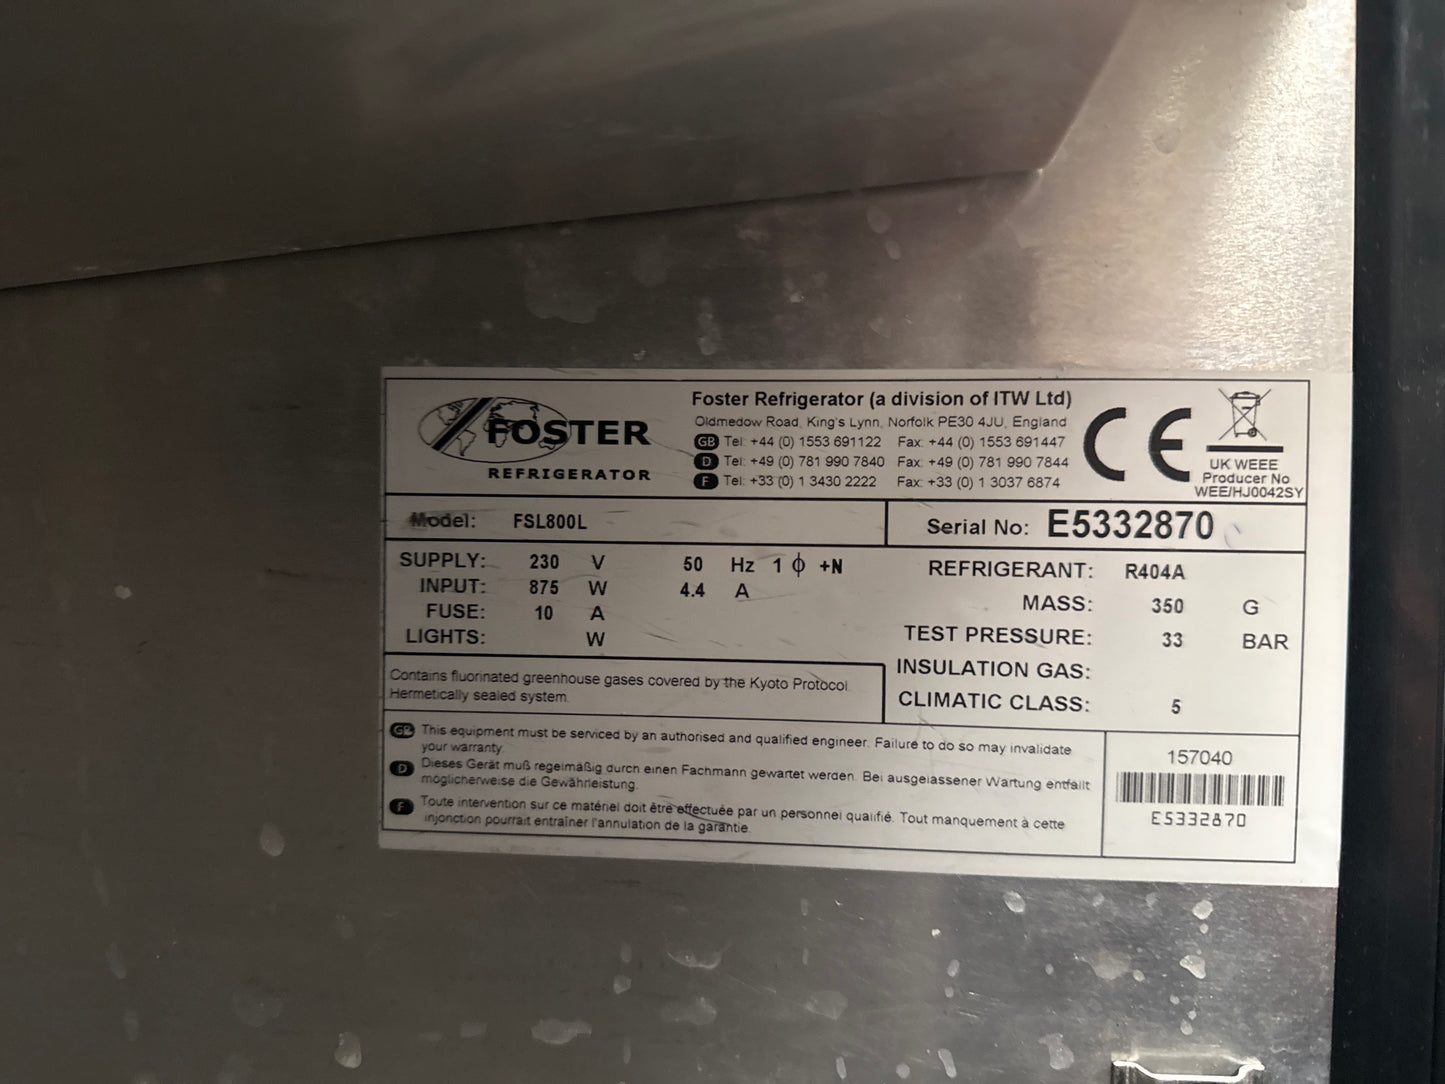 FOSTER
REFRIGERATOR
Foster Refrigerator (a division of ITW Ltd)
Oldmedow Road, King's Lynn, Norfolk PE30 4JU, England
GB Tel: +44 (0) 1553 691122 Fax: +44 (0) 1553 691447
D Tel: +49 (0) 781 990 7840 Fax: +49 (0) 781 990 7844
F Tel: +33 (0) 1 3430 2222 Fax: +33 (0) 1 3037 6874
CE
UK WEEE
Producer No
WEE/HJ0042SY
Model: FSL800L
Serial No: E5332870
SUPPLY: 230 V 50 Hz 1 ϕ +N
INPUT: 875 W 4.4 A
FUSE: 10 A
LIGHTS: W
REFRIGERANT: R404A
MASS: 350 G
TEST PRESSURE: 33 BAR
INSULATION GAS:
CLIMATIC CLASS: 5
Contains fluorinated greenhouse gases covered by the Kyoto Protocol
Hermetically sealed system.
GB This equipment must be serviced by an authorised and qualified engineer. Failure to do so may invalidate
your warranty.
D Dieses Gerät muß regelmäßig durch einen Fachmann gewartet werden. Bei ausgelassener Wartung entfällt
möglicherweise die Gewährleistung.
F Toute intervention sur ce matériel doit être effectuée par un personnel qualifié. Tout manquement à cette
injonction pourrait entraîner l'annulation de la garantie.
157040
E5332870